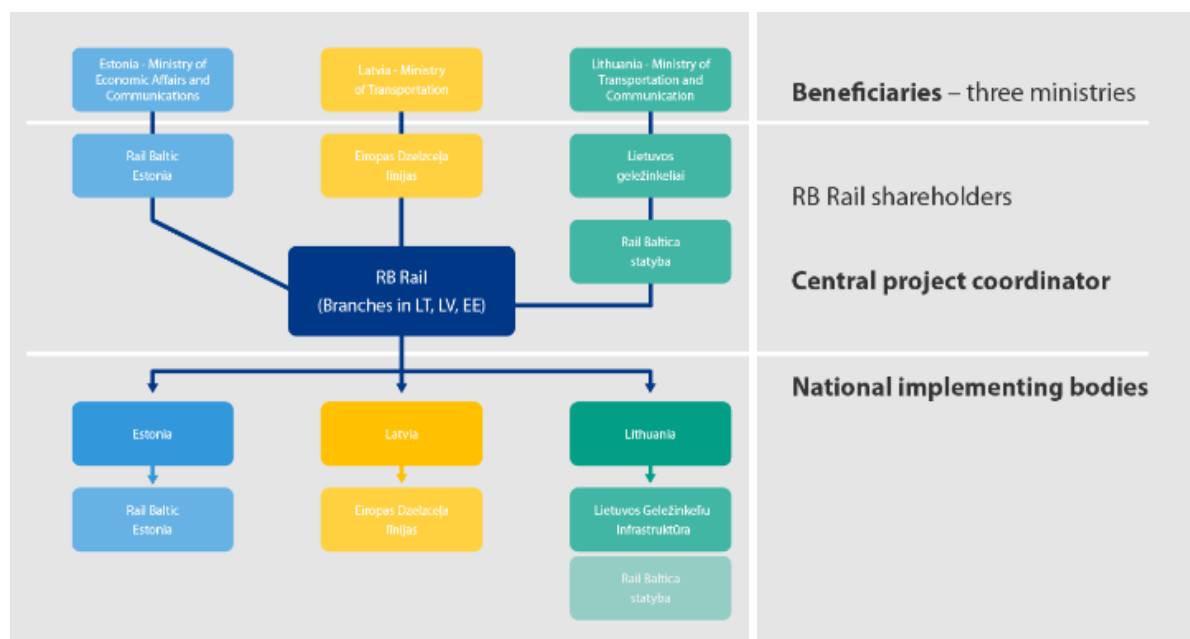 Estonia - Ministry of
Economic Affairs and
Communications
Latvia - Ministry
of Transportation
Lithuania - Ministry of
Transportation and
Communication
Beneficiaries – three ministries
Rail Baltic
Estonia
Eiropas Dzelzceļa
līnijas
Lietuvos
geležinkeliai
RB Rail shareholders
Rail Baltica
statyba
RB Rail
(Branches in LT, LV, EE)
Central project coordinator
National implementing bodies
Estonia
Latvia
Lithuania
Rail Baltic
Estonia
Eiropas Dzelzceļa
līnijas
Lietuvos Geležinkeliu
Infrastruktūra
Rail Baltica
statyba